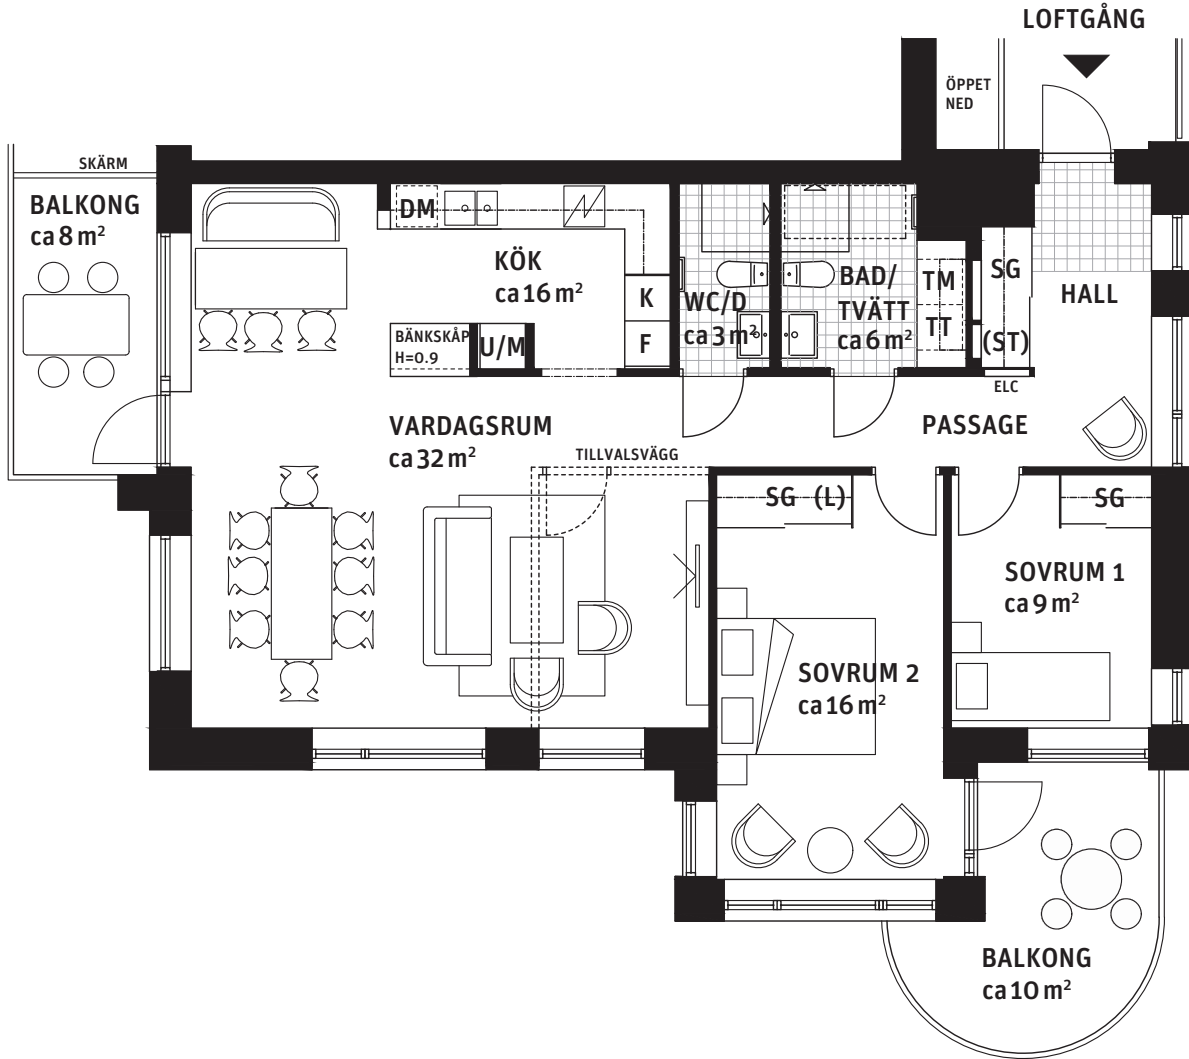 LOFTGÅNG
ÖPPET
NED
SKÄRM
BALKONG
ca 8 m²
DM
KÖK
ca 16 m²
K
F
BÄNKSKÅP
H=0.9
U/M
WC/D
ca 3 m²
BAD/
TVÄTT
ca 6 m²
TM
TT
SG
(ST)
ELC
HALL
VARDAGSRUM
ca 32 m²
TILLVALSVÄGG
PASSAGE
SG (L)
SG
SOVRUM 1
ca 9 m²
SOVRUM 2
ca 16 m²
BALKONG
ca 10 m²